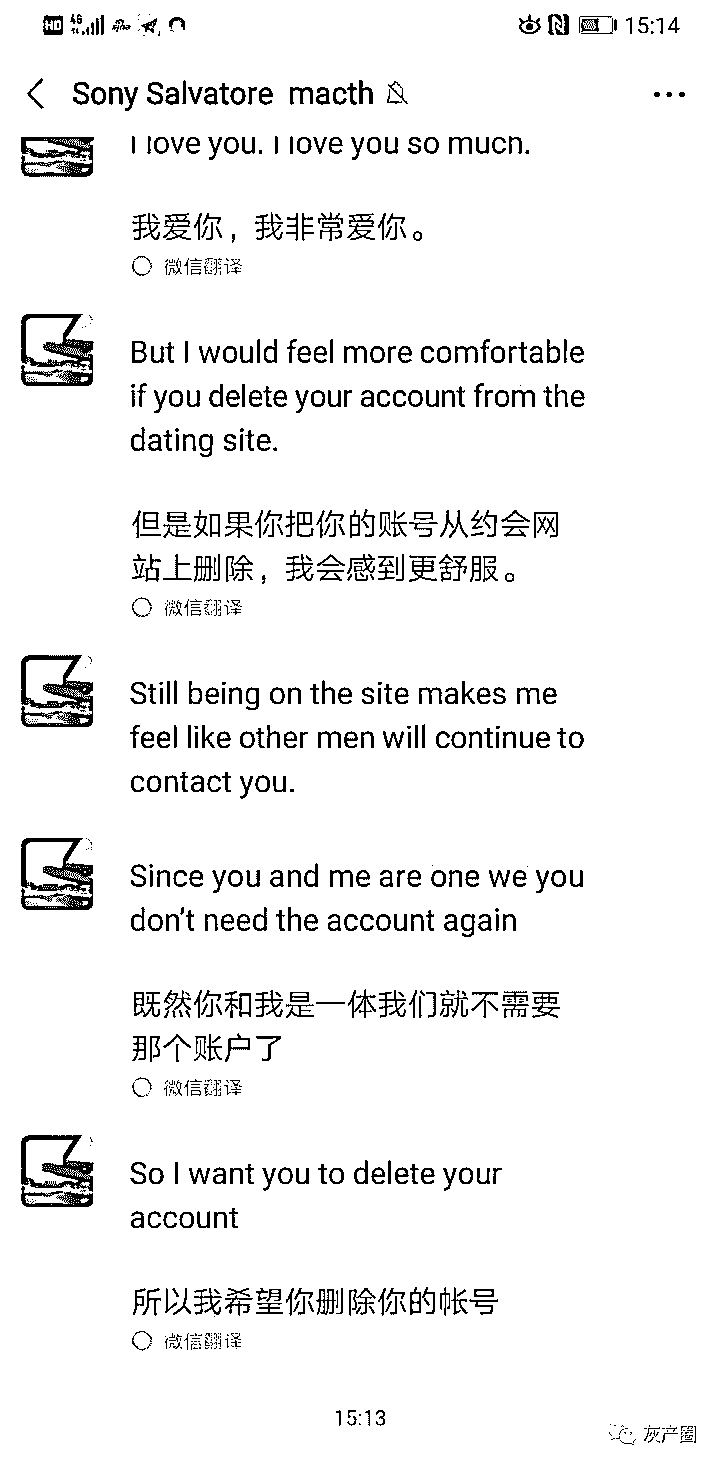 HD 4G 15:14
Sony Salvatore macth
I love you. I love you so much.
我爱你，我非常爱你。
微信翻译
But I would feel more comfortable
if you delete your account from the
dating site.
但是如果你把你的账号从约会网
站上删除，我会感到更舒服。
微信翻译
Still being on the site makes me
feel like other men will continue to
contact you.
Since you and me are one we you
don't need the account again
既然你和我是一体我们就不需要
那个账户了
微信翻译
So I want you to delete your
account
所以我希望你删除你的帐号
微信翻译
15:13
灰产圈